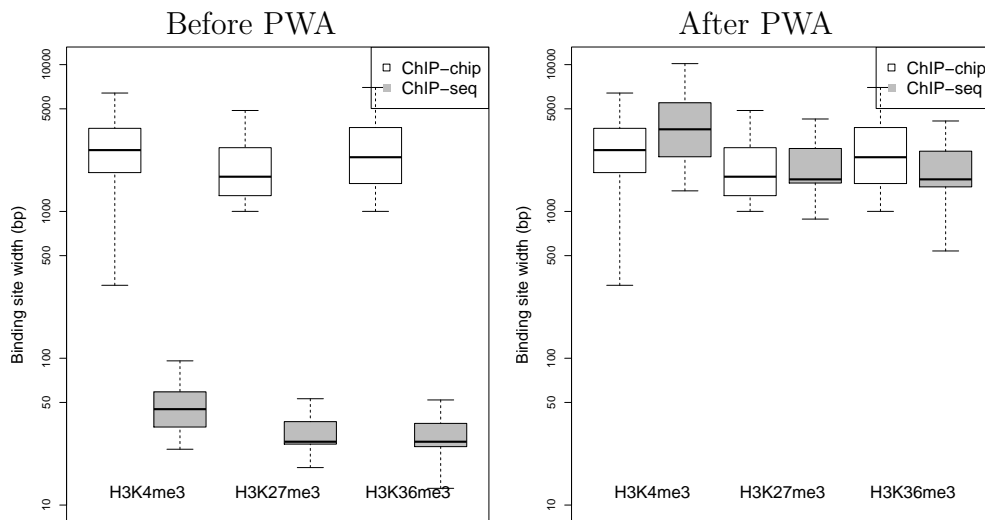 Before PWA
ChIP−chip
ChIP−seq
Binding site width (bp)
10000
5000
1000
500
100
50
10
H3K4me3 H3K27me3 H3K36me3
After PWA
ChIP−chip
ChIP−seq
Binding site width (bp)
10000
5000
1000
500
100
50
10
H3K4me3 H3K27me3 H3K36me3